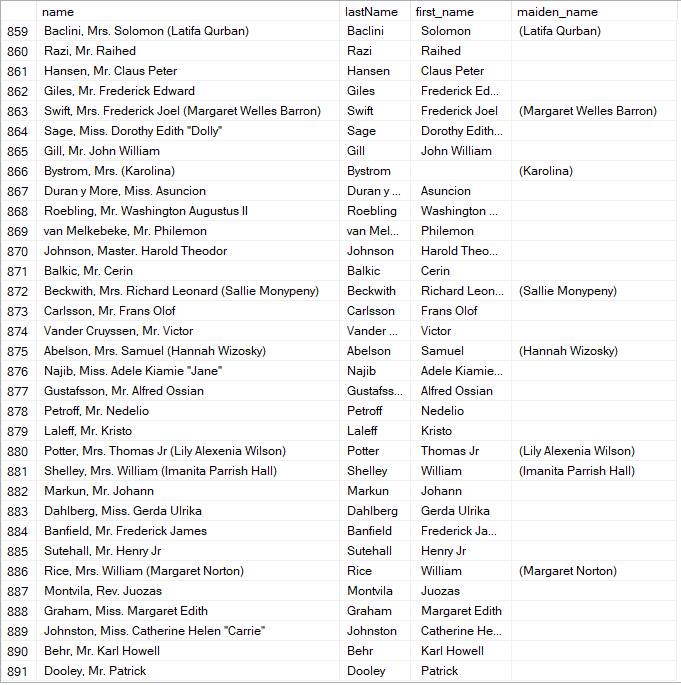 name lastName first_name maiden_name
859 Baclini, Mrs. Solomon (Latifa Qurban) Baclini Solomon (Latifa Qurban)
860 Razi, Mr. Raihed Razi Raihed
861 Hansen, Mr. Claus Peter Hansen Claus Peter
862 Giles, Mr. Frederick Edward Giles Frederick Ed...
863 Swift, Mrs. Frederick Joel (Margaret Welles Barron) Swift Frederick Joel (Margaret Welles Barron)
864 Sage, Miss. Dorothy Edith "Dolly" Sage Dorothy Edith...
865 Gill, Mr. John William Gill John William
866 Bystrom, Mrs. (Karolina) Bystrom (Karolina)
867 Duran y More, Miss. Asuncion Duran y ... Asuncion
868 Roebling, Mr. Washington Augustus II Roebling Washington ...
869 van Melkebeke, Mr. Philemon van Mel... Philemon
870 Johnson, Master. Harold Theodor Johnson Harold Theo...
871 Balkic, Mr. Cerin Balkic Cerin
872 Beckwith, Mrs. Richard Leonard (Sallie Monypeny) Beckwith Richard Leon... (Sallie Monypeny)
873 Carlsson, Mr. Frans Olof Carlsson Frans Olof
874 Vander Cruyssen, Mr. Victor Vander ... Victor
875 Abelson, Mrs. Samuel (Hannah Wizosky) Abelson Samuel (Hannah Wizosky)
876 Najib, Miss. Adele Kiamie "Jane" Najib Adele Kiamie...
877 Gustafsson, Mr. Alfred Ossian Gustafss... Alfred Ossian
878 Petroff, Mr. Nedelio Petroff Nedelio
879 Laleff, Mr. Kristo Laleff Kristo
880 Potter, Mrs. Thomas Jr (Lily Alexenia Wilson) Potter Thomas Jr (Lily Alexenia Wilson)
881 Shelley, Mrs. William (Imanita Parrish Hall) Shelley William (Imanita Parrish Hall)
882 Markun, Mr. Johann Markun Johann
883 Dahlberg, Miss. Gerda Ulrika Dahlberg Gerda Ulrika
884 Banfield, Mr. Frederick James Banfield Frederick Ja...
885 Sutehall, Mr. Henry Jr Sutehall Henry Jr
886 Rice, Mrs. William (Margaret Norton) Rice William (Margaret Norton)
887 Montvila, Rev. Juozas Montvila Juozas
888 Graham, Miss. Margaret Edith Graham Margaret Edith
889 Johnston, Miss. Catherine Helen "Carrie" Johnston Catherine He...
890 Behr, Mr. Karl Howell Behr Karl Howell
891 Dooley, Mr. Patrick Dooley Patrick